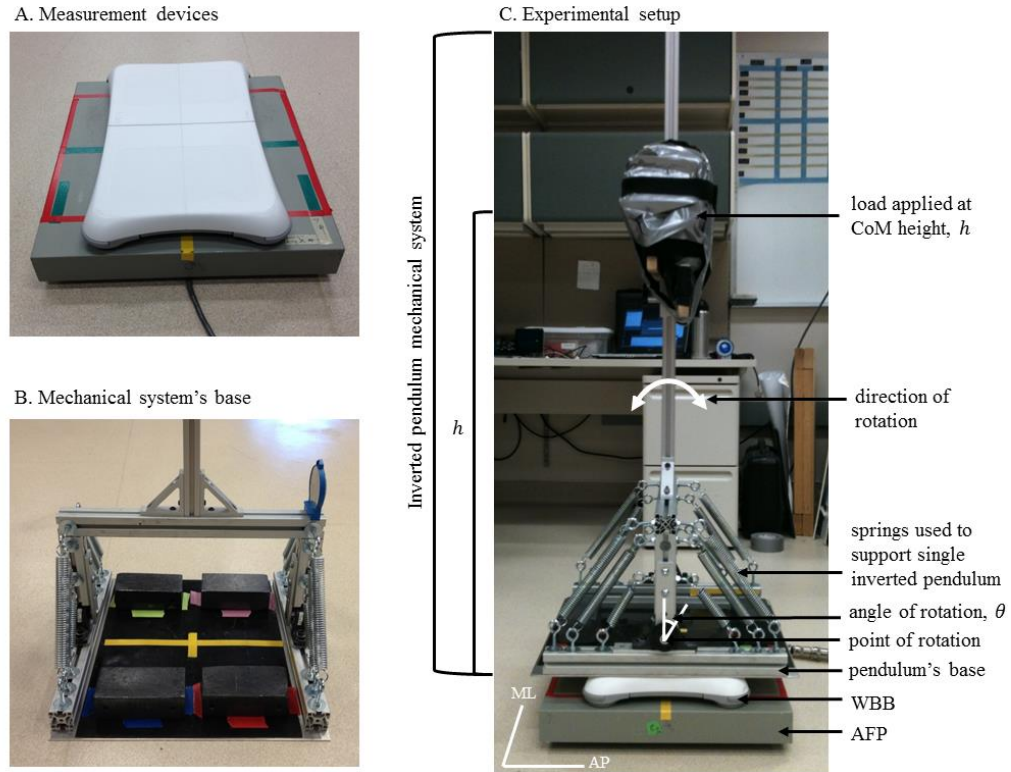 A. Measurement devices
B. Mechanical system's base
C. Experimental setup
Inverted pendulum mechanical system
h
load applied at
CoM height, h
direction of
rotation
springs used to
support single
inverted pendulum
angle of rotation, θ
point of rotation
pendulum's base
WBB
AFP
ML
AP